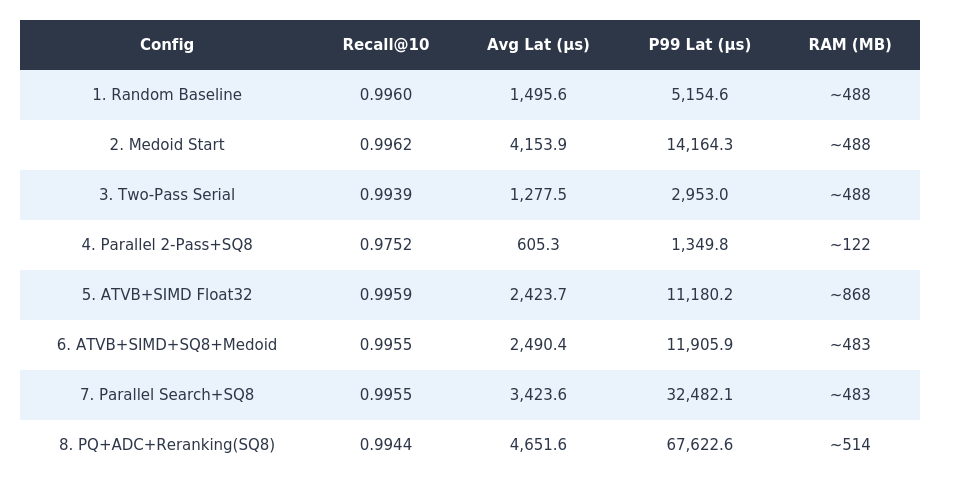 Config Recall@10 Avg Lat (µs) P99 Lat (µs) RAM (MB)
1. Random Baseline 0.9960 1,495.6 5,154.6 ~488
2. Medoid Start 0.9962 4,153.9 14,164.3 ~488
3. Two-Pass Serial 0.9939 1,277.5 2,953.0 ~488
4. Parallel 2-Pass+SQ8 0.9752 605.3 1,349.8 ~122
5. ATVB+SIMD Float32 0.9959 2,423.7 11,180.2 ~868
6. ATVB+SIMD+SQ8+Medoid 0.9955 2,490.4 11,905.9 ~483
7. Parallel Search+SQ8 0.9955 3,423.6 32,482.1 ~483
8. PQ+ADC+Reranking(SQ8) 0.9944 4,651.6 67,622.6 ~514